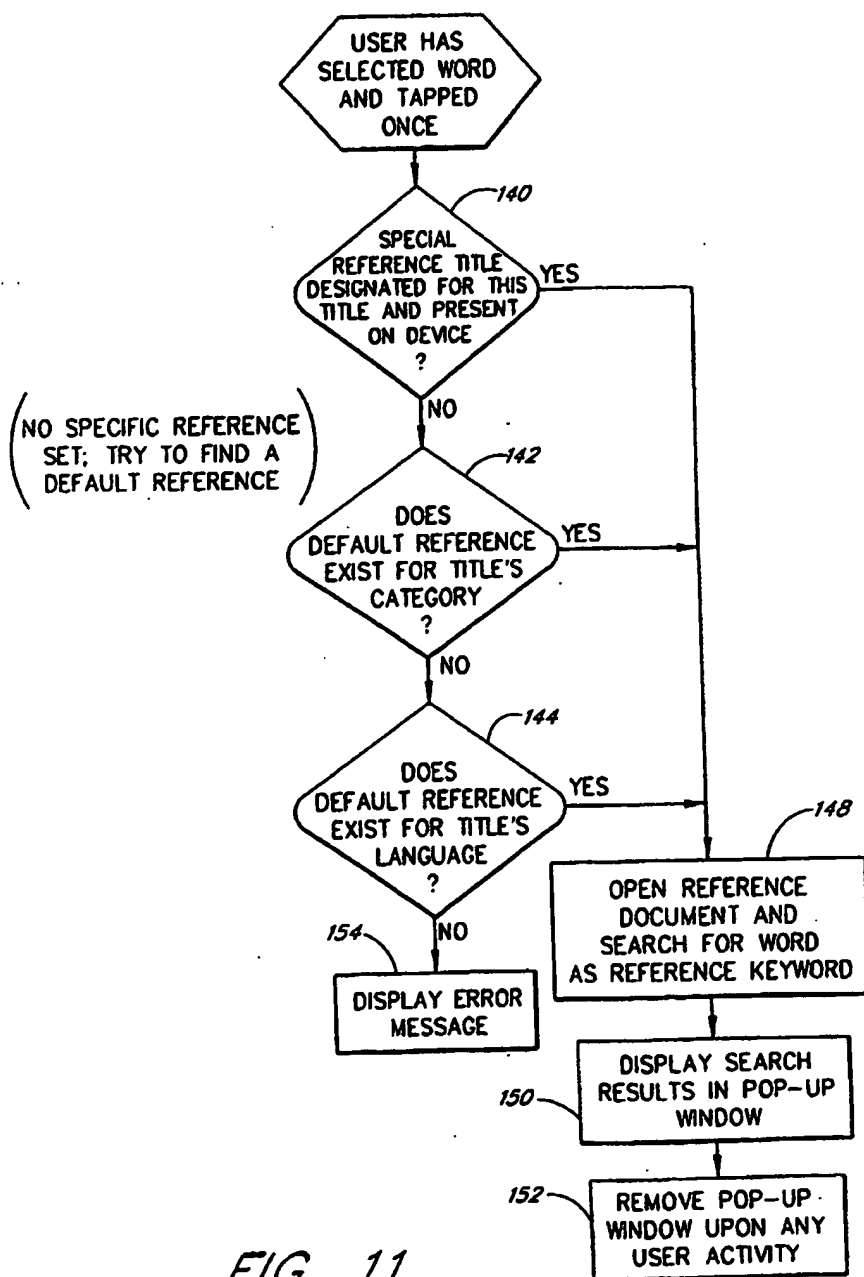 USER HAS
SELECTED WORD
AND TAPPED
ONCE
140
SPECIAL
REFERENCE TITLE
DESIGNATED FOR THIS
TITLE AND PRESENT
ON DEVICE
?
YES
NO
(NO SPECIFIC REFERENCE
SET; TRY TO FIND A
DEFAULT REFERENCE)
142
DOES
DEFAULT REFERENCE
EXIST FOR TITLE'S
CATEGORY
?
YES
NO
144
DOES
DEFAULT REFERENCE
EXIST FOR TITLE'S
LANGUAGE
?
YES
NO
154
DISPLAY ERROR
MESSAGE
148
OPEN REFERENCE
DOCUMENT AND
SEARCH FOR WORD
AS REFERENCE KEYWORD
150
DISPLAY SEARCH
RESULTS IN POP-UP
WINDOW
152
REMOVE POP-UP
WINDOW UPON ANY
USER ACTIVITY
FIG. 11